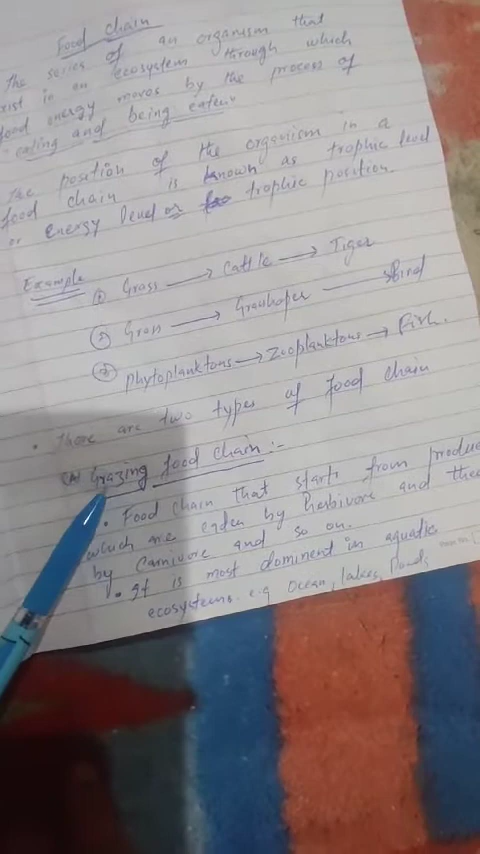 Food chain
The series of an organism that
exist in an ecosystem through which
food energy moves by the process of
"eating and being eaten"
The position of the organism in a
food chain is known as trophic level
or energy level or trophic position.
Example
① Grass → Cattle → Tiger
② Grass → Grashoper → Bird
③ Phytoplanktons → Zooplanktons → Fish.
• There are two types of food chain
Grazing food chain :-
• Food chain that starts from produce
which are by herbivore and the
by Carnivore and so on.
• It is most dominent in aquatic
ecosystems. e.g Ocean, lakes, Ponds